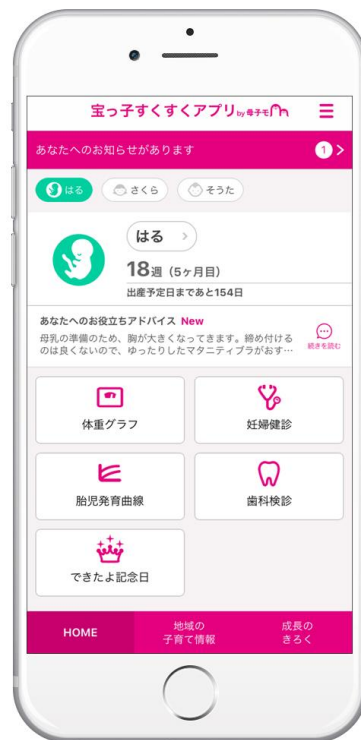 宝っ子すくすくアプリby母子モ
あなたへのお知らせがあります 1
はる さくら そうた
はる
18週（5ヶ月目）
出産予定日まであと154日
あなたへのお役立ちアドバイス New
母乳の準備のため、胸が大きくなってきます。締め付ける
のは良くないので、ゆったりしたマタニティブラがおす…
続きを読む
体重グラフ
妊婦健診
胎児発育曲線
歯科検診
できたよ記念日
HOME
地域の
子育て情報
成長の
きろく